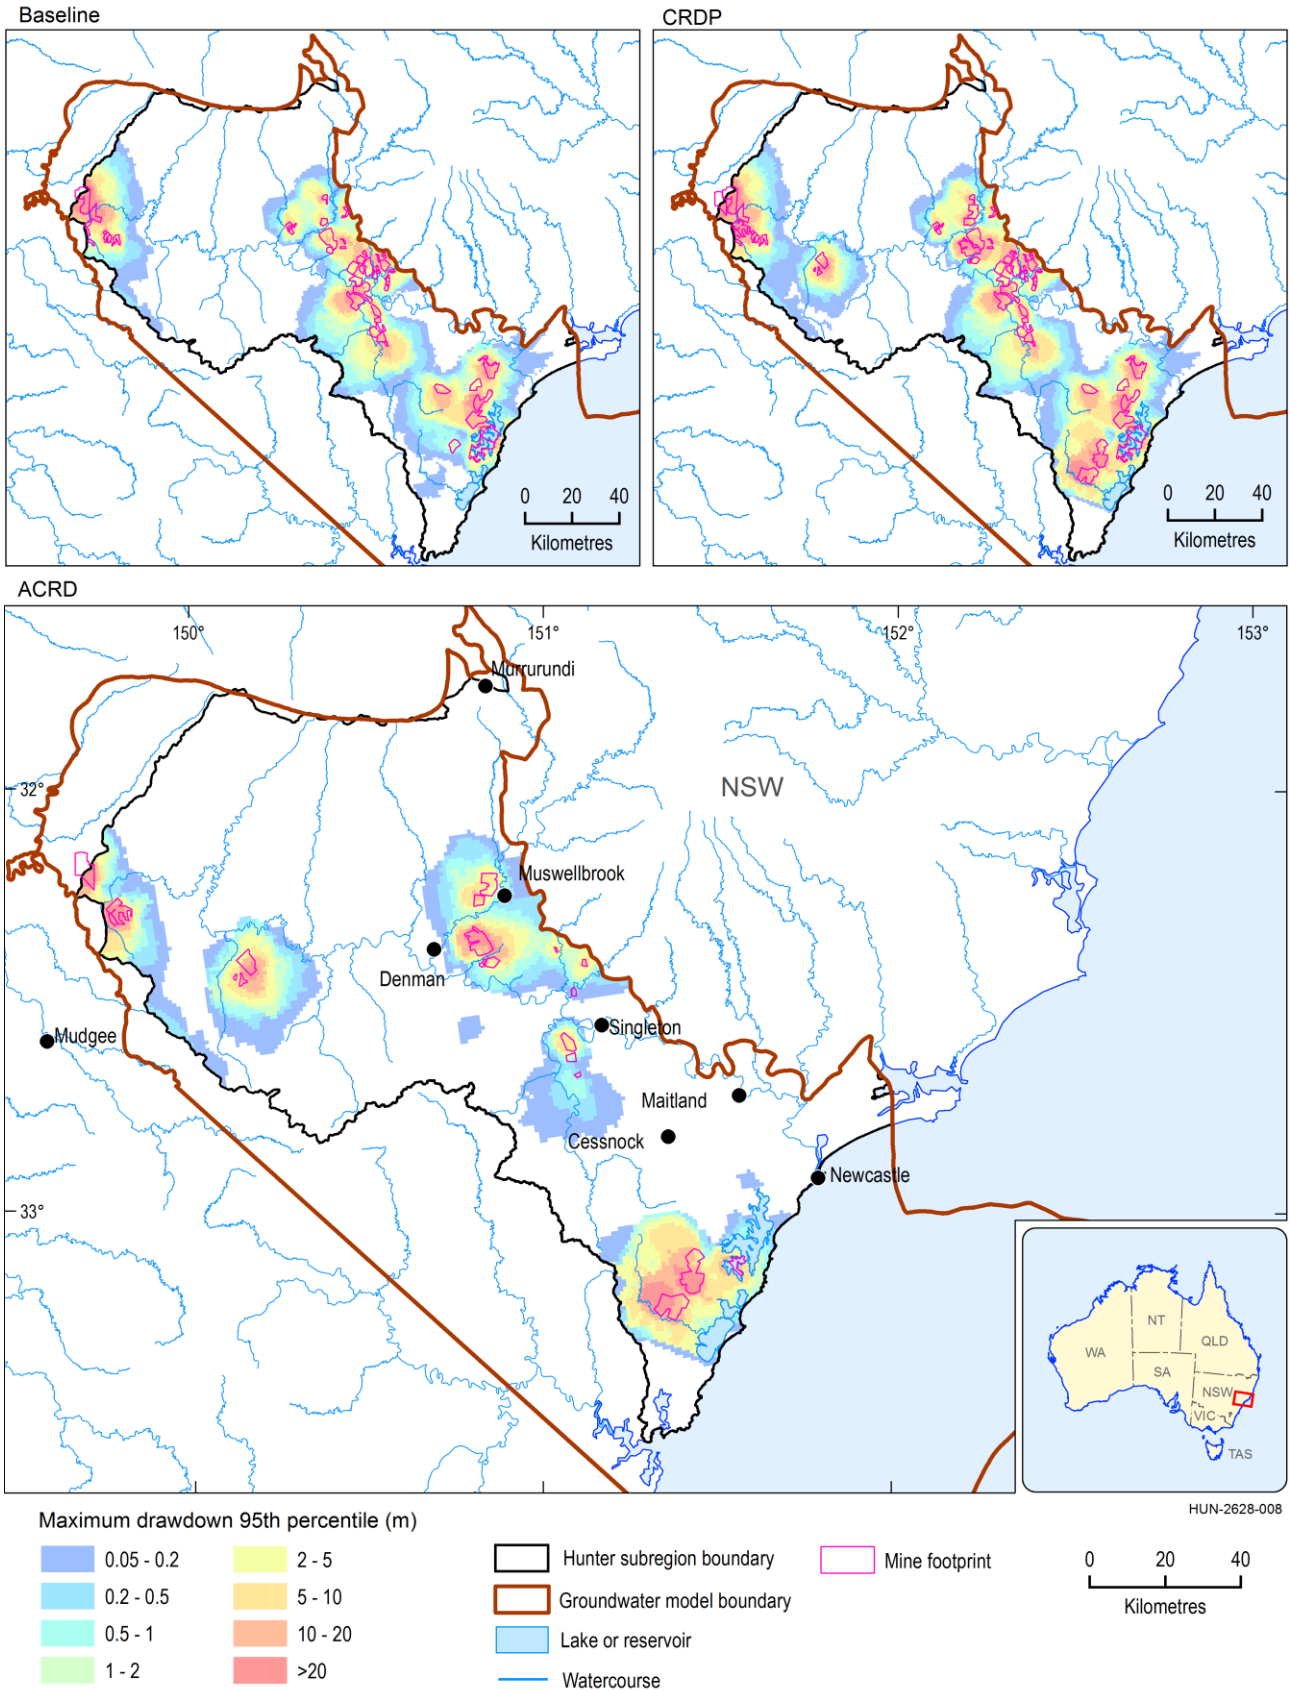 Baseline
CRDP
0 20 40
Kilometres
0 20 40
Kilometres
ACRD
150° 151° 152° 153°
Murrurundi
32°
NSW
Muswellbrook
Denman
Mudgee
Singleton
Maitland
Cessnock
Newcastle
33°
NT
WA
QLD
SA
NSW
VIC
TAS
HUN-2628-008
Maximum drawdown 95th percentile (m)
0.05 - 0.2
0.2 - 0.5
0.5 - 1
1 - 2
2 - 5
5 - 10
10 - 20
>20
Hunter subregion boundary
Groundwater model boundary
Lake or reservoir
Watercourse
Mine footprint
0 20 40
Kilometres